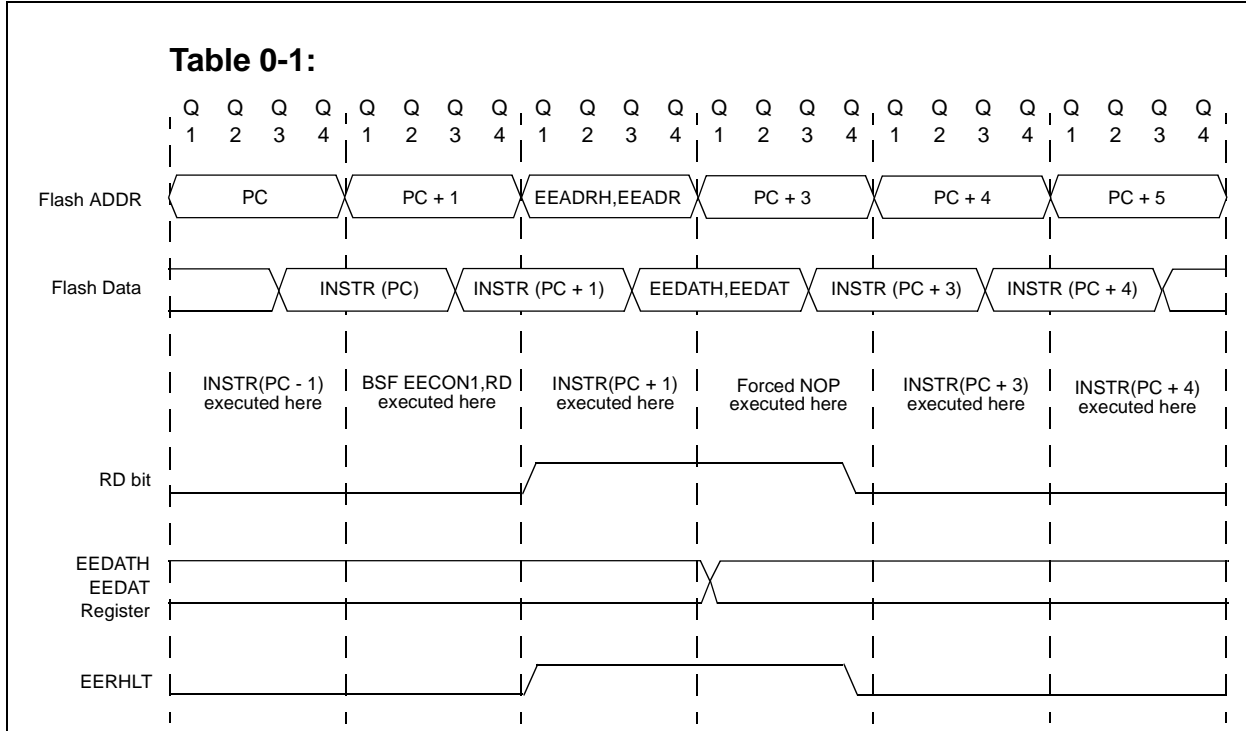 Table 0-1:
Q Q Q Q Q Q Q Q Q Q Q Q Q Q Q Q Q Q Q Q Q Q Q Q
1 2 3 4 1 2 3 4 1 2 3 4 1 2 3 4 1 2 3 4 1 2 3 4
Flash ADDR PC PC + 1 EEADRH,EEADR PC + 3 PC + 4 PC + 5
Flash Data INSTR (PC) INSTR (PC + 1) EEDATH,EEDAT INSTR (PC + 3) INSTR (PC + 4)
INSTR(PC - 1) BSF EECON1,RD INSTR(PC + 1) Forced NOP INSTR(PC + 3) INSTR(PC + 4)
executed here executed here executed here executed here executed here executed here
RD bit
EEDATH
EEDAT
Register
EERHLT